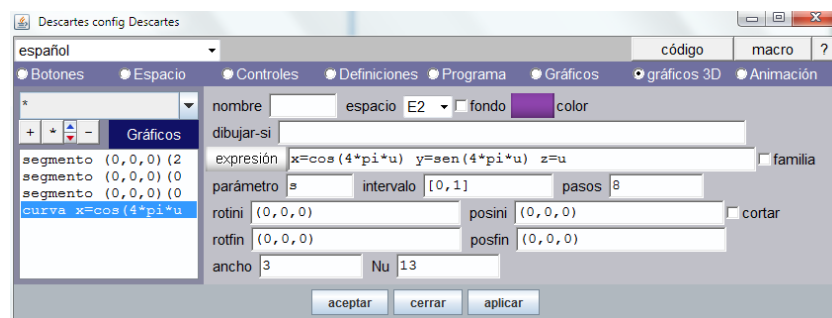 Descartes config Descartes
español código macro ?
Botones Espacio Controles Definiciones Programa Gráficos gráficos 3D Animación
* nombre espacio E2 fondo color
+ * - Gráficos dibujar-si
segmento (0,0,0)(2 expresión x=cos(4*pi*u) y=sen(4*pi*u) z=u familia
segmento (0,0,0)(0 parámetro s intervalo [0,1] pasos 8
segmento (0,0,0)(0
curva x=cos(4*pi*u rotini (0,0,0) posini (0,0,0) cortar
rotfin (0,0,0) posfin (0,0,0)
ancho 3 Nu 13
aceptar cerrar aplicar